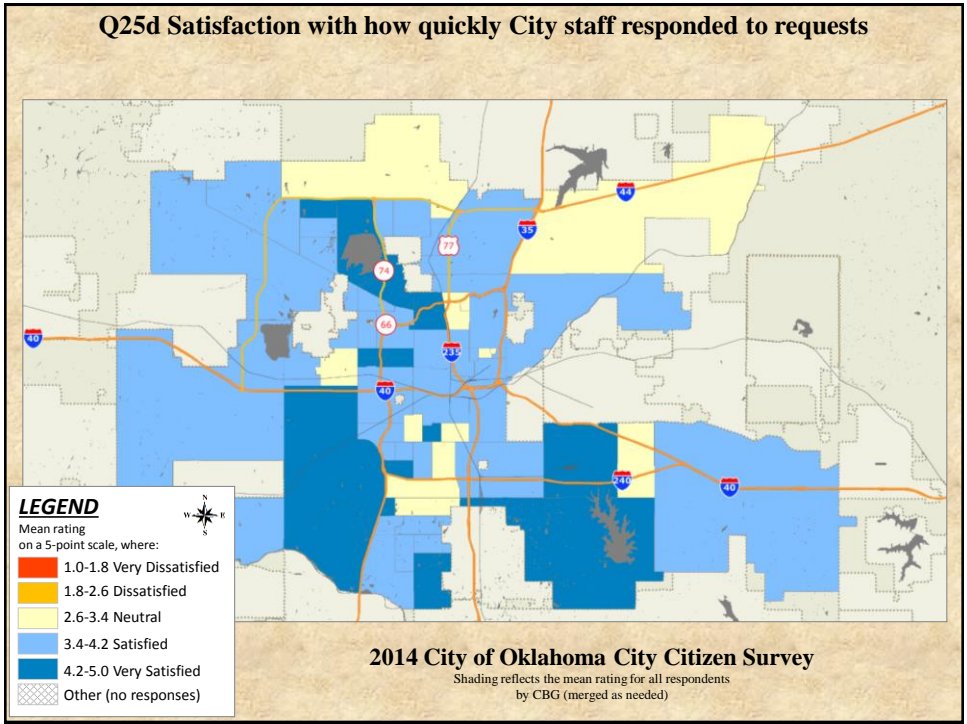 Q25d Satisfaction with how quickly City staff responded to requests
44
35
77
74
66
40
235
40
240
40
LEGEND
Mean rating
on a 5-point scale, where:
N
W E
S
1.0-1.8 Very Dissatisfied
1.8-2.6 Dissatisfied
2.6-3.4 Neutral
3.4-4.2 Satisfied
4.2-5.0 Very Satisfied
Other (no responses)
2014 City of Oklahoma City Citizen Survey
Shading reflects the mean rating for all respondents
by CBG (merged as needed)